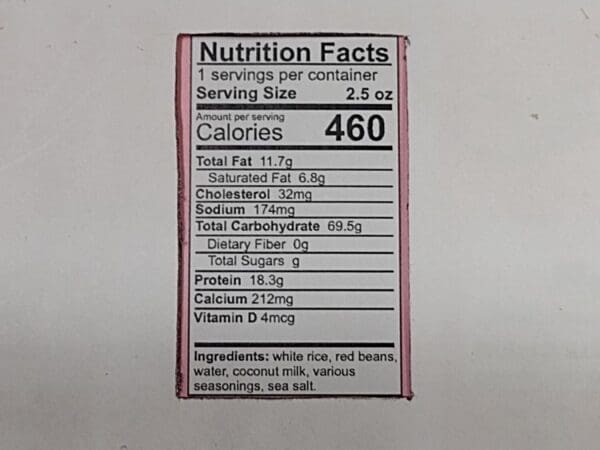 Nutrition Facts
1 servings per container
Serving Size 2.5 oz
Amount per serving
Calories 460
Total Fat 11.7g
Saturated Fat 6.8g
Cholesterol 32mg
Sodium 174mg
Total Carbohydrate 69.5g
Dietary Fiber 0g
Total Sugars g
Protein 18.3g
Calcium 212mg
Vitamin D 4mcg
Ingredients: white rice, red beans,
water, coconut milk, various
seasonings, sea salt.